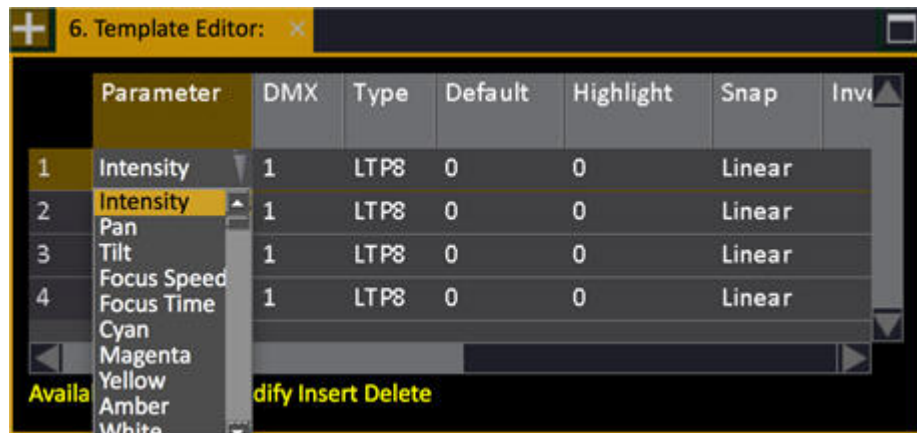 6. Template Editor:
Parameter DMX Type Default Highlight Snap
1 Intensity 1 LTP8 0 0 Linear
Intensity
2 1 LTP8 0 0 Linear
Pan
3 Tilt 1 LTP8 0 0 Linear
Focus Speed
4 1 LTP8 0 0 Linear
Focus Time
Cyan
Magenta
Yellow
Insert Delete
Amber
White